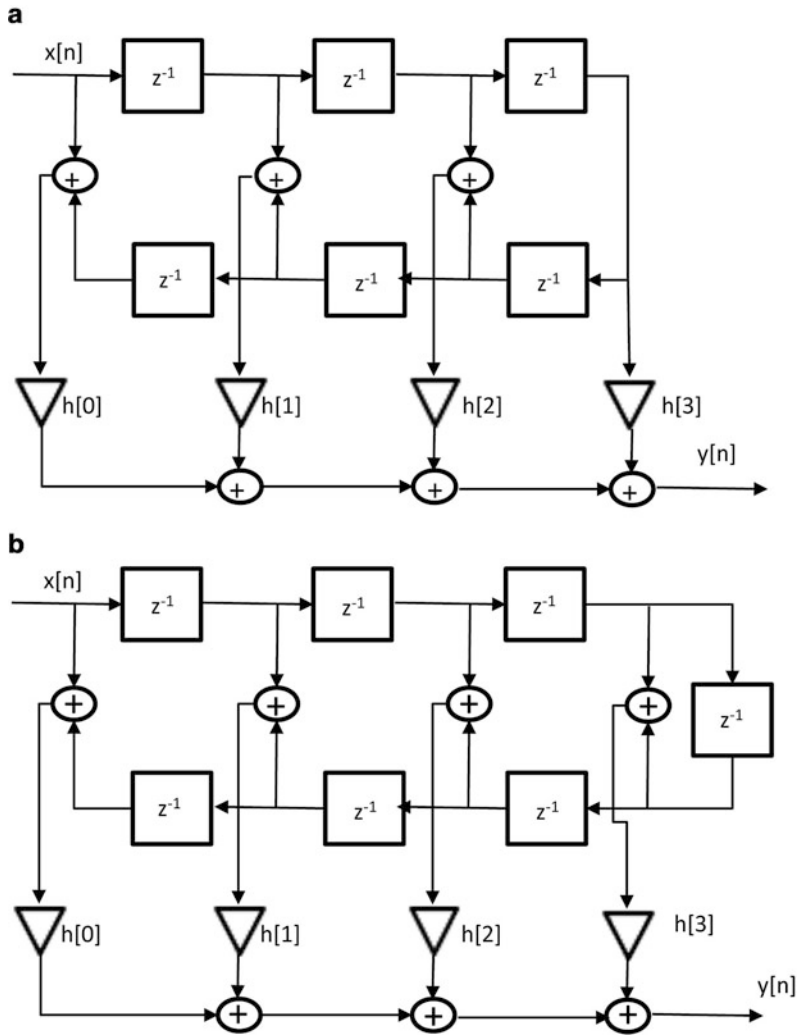 a
x[n]
z⁻¹ z⁻¹ z⁻¹
+ + +
z⁻¹ z⁻¹ z⁻¹
h[0] h[1] h[2] h[3]
y[n]
+ + +
b
x[n]
z⁻¹ z⁻¹ z⁻¹
+ + + + z⁻¹
z⁻¹ z⁻¹ z⁻¹
h[0] h[1] h[2] h[3]
y[n]
+ + +